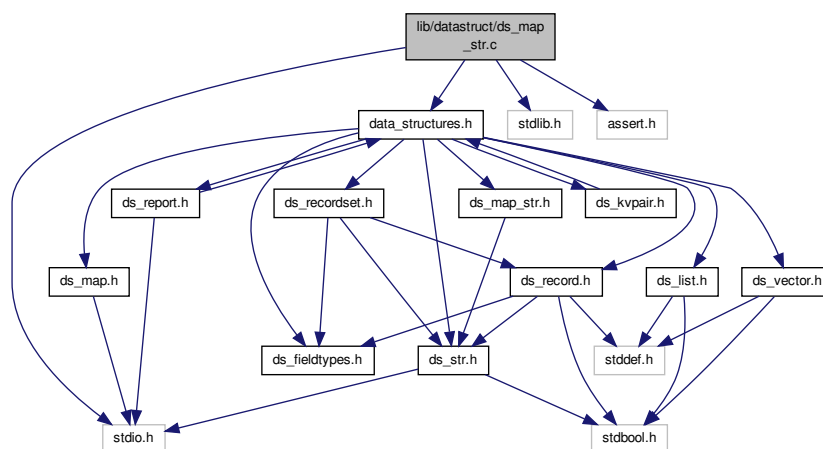 lib/datastruct/ds_map
_str.c
data_structures.h
stdlib.h
assert.h
ds_report.h
ds_recordset.h
ds_map_str.h
ds_kvpair.h
ds_map.h
ds_record.h
ds_list.h
ds_vector.h
ds_fieldtypes.h
ds_str.h
stddef.h
stdio.h
stdbool.h